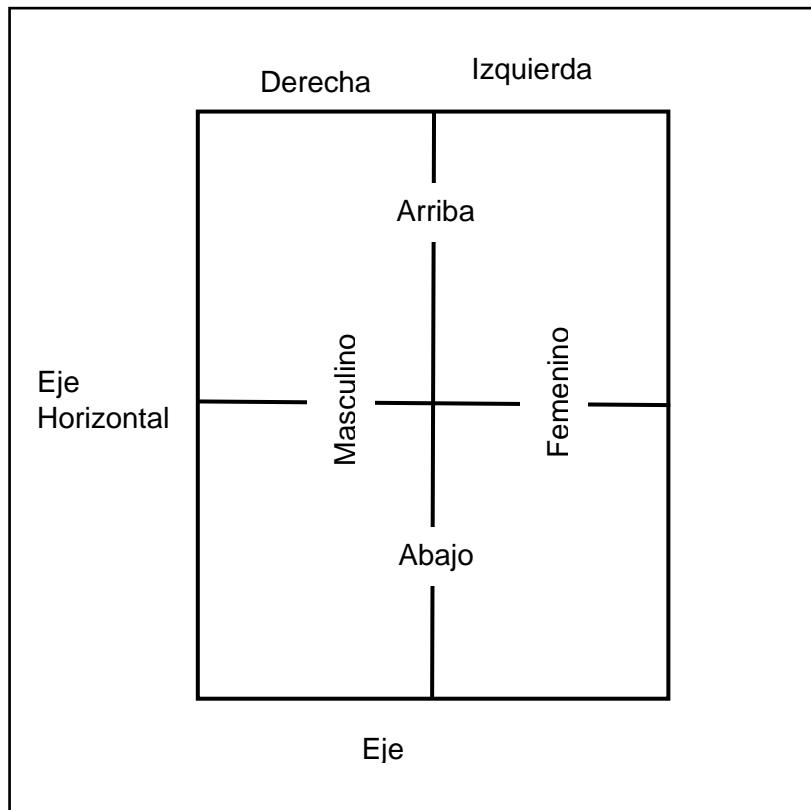 Derecha
Izquierda
Arriba
Masculino
Femenino
Eje
Horizontal
Abajo
Eje